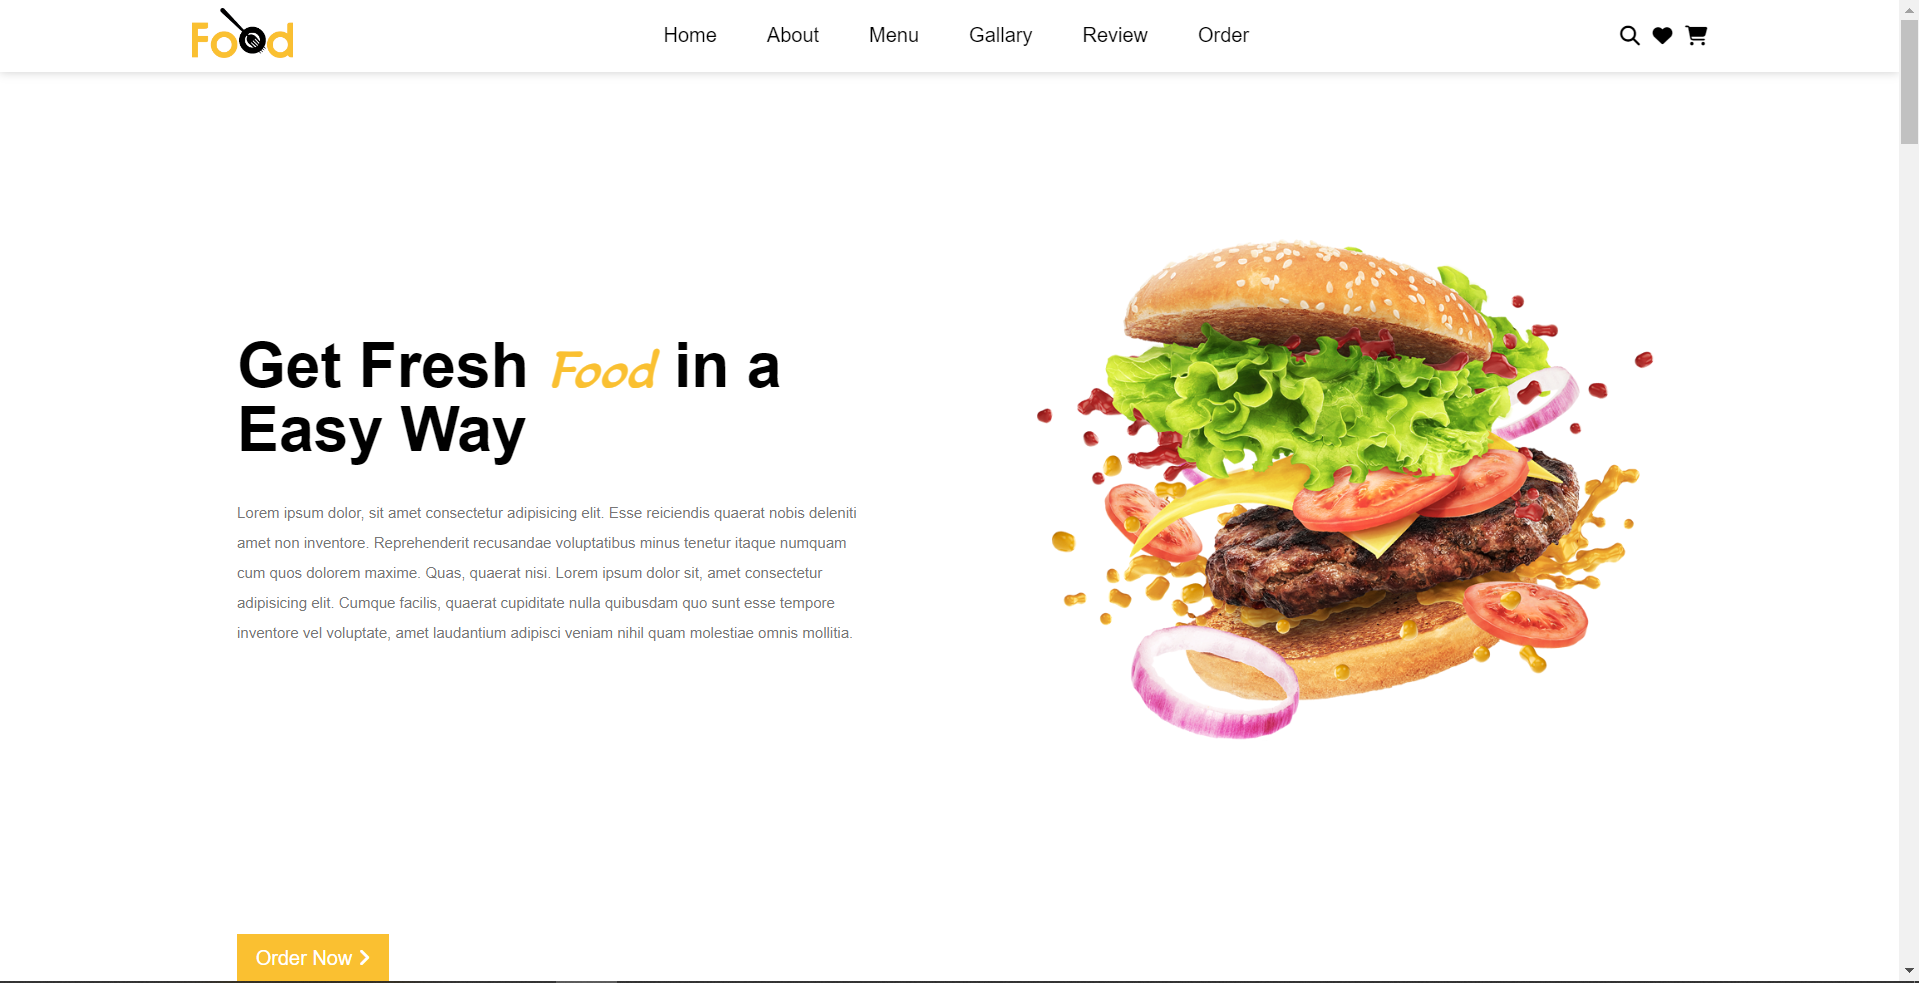 Food
Home About Menu Gallary Review Order
Get Fresh Food in a
Easy Way
Lorem ipsum dolor, sit amet consectetur adipisicing elit. Esse reiciendis quaerat nobis deleniti
amet non inventore. Reprehenderit recusandae voluptatibus minus tenetur itaque numquam
cum quos dolorem maxime. Quas, quaerat nisi. Lorem ipsum dolor sit, amet consectetur
adipisicing elit. Cumque facilis, quaerat cupiditate nulla quibusdam quo sunt esse tempore
inventore vel voluptate, amet laudantium adipisci veniam nihil quam molestiae omnis mollitia.
Order Now